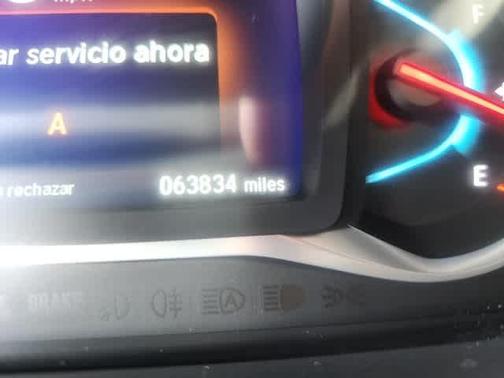 F
ar servicio ahora
A
rechazar
063834 miles
E
BRAKE
A